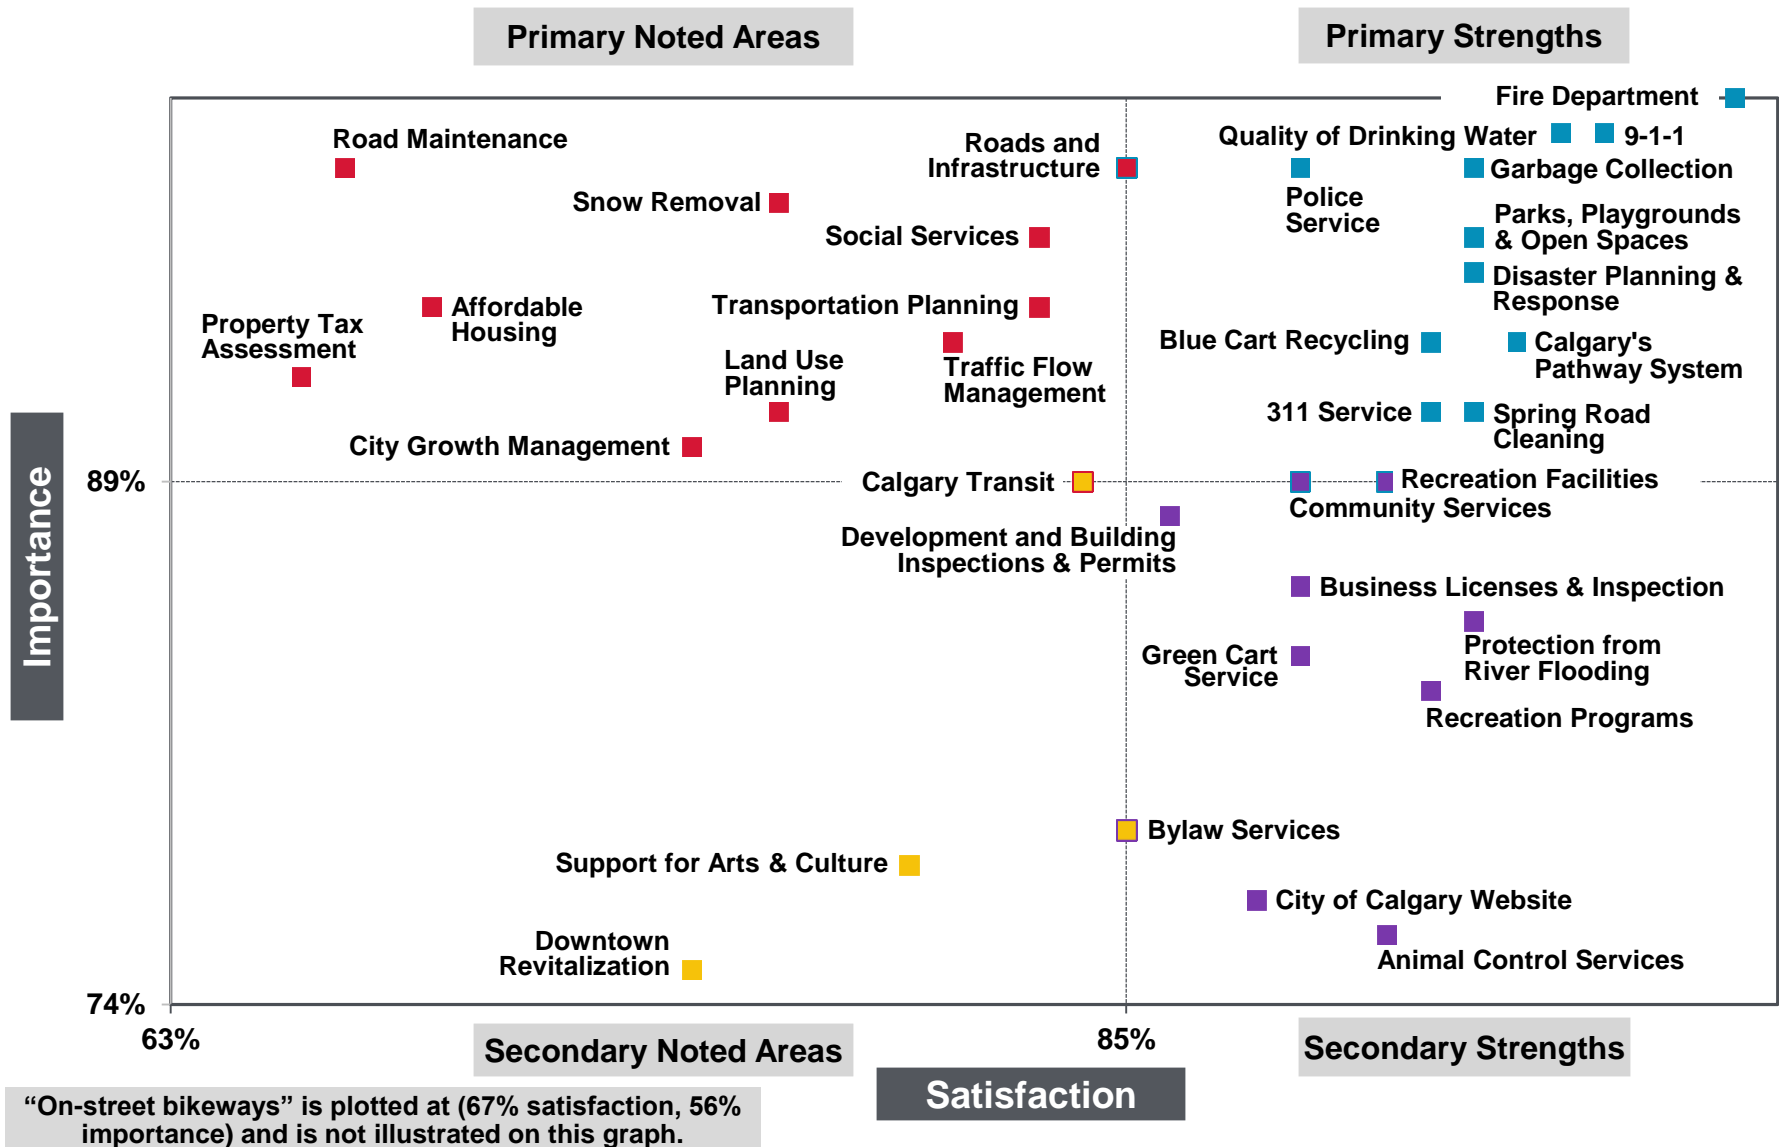 Primary Noted Areas
Primary Strengths
Fire Department
Road Maintenance
Roads and
Infrastructure
Quality of Drinking Water
9-1-1
Garbage Collection
Police
Service
Snow Removal
Social Services
Parks, Playgrounds
& Open Spaces
Disaster Planning &
Response
Property Tax
Assessment
Affordable
Housing
Transportation Planning
Land Use
Planning
Traffic Flow
Management
Blue Cart Recycling
Calgary's
Pathway System
311 Service
Spring Road
Cleaning
City Growth Management
Importance
89%
Calgary Transit
Recreation Facilities
Community Services
Development and Building
Inspections & Permits
Business Licenses & Inspection
Green Cart
Service
Protection from
River Flooding
Recreation Programs
Bylaw Services
Support for Arts & Culture
City of Calgary Website
Downtown
Revitalization
Animal Control Services
74%
63%
85%
Secondary Noted Areas
Secondary Strengths
Satisfaction
“On-street bikeways” is plotted at (67% satisfaction, 56%
importance) and is not illustrated on this graph.